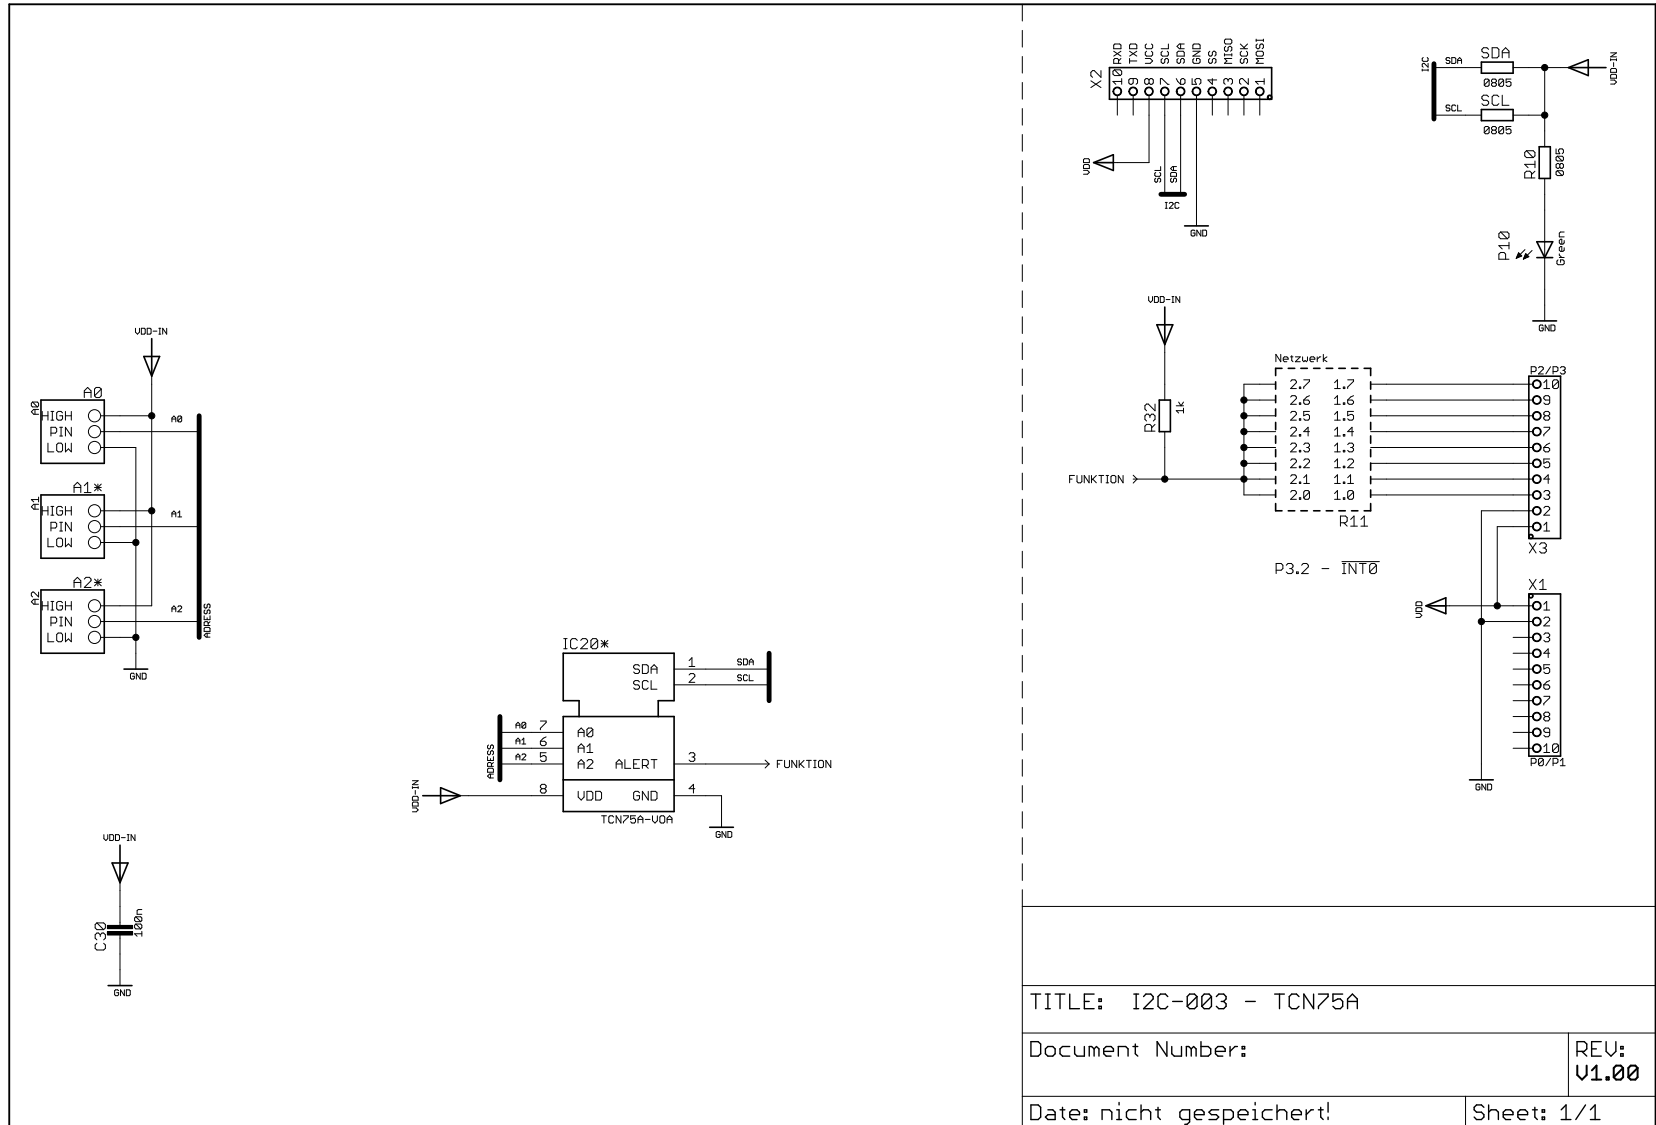 X2
10 RXD
9 TXD
8 VCC
7 SCL
6 SDA
5 GND
4 SS
3 MISO
2 SCK
1 MOSI
VDD
SCL
SDA
I2C
GND
I2C
SDA
SDA
0805
VDD-IN
SCL
SCL
0805
R10
0805
P10
Green
GND
VDD-IN
R32
1k
FUNKTION
Netzwerk
2.7 1.7
2.6 1.6
2.5 1.5
2.4 1.4
2.3 1.3
2.2 1.2
2.1 1.1
2.0 1.0
R11
P3.2 - INT0
P2/P3
10
9
8
7
6
5
4
3
2
1
X3
X1
VDD
1
2
3
4
5
6
7
8
9
10
P0/P1
GND
VDD-IN
A0
A0
HIGH
PIN
LOW
A0
A1*
A1
HIGH
PIN
LOW
A1
A2*
A2
HIGH
PIN
LOW
A2
ADRESS
GND
IC20*
SDA 1 SDA
SCL 2 SCL
A0 7 A0
A1 6 A1
A2 5 A2
ADRESS
ALERT 3 FUNKTION
VDD-IN
8 VDD GND 4
TCN75A-VOA
GND
VDD-IN
C30
100n
GND
TITLE: I2C-003 - TCN75A
Document Number:
REV:
V1.00
Date: nicht gespeichert!
Sheet: 1/1